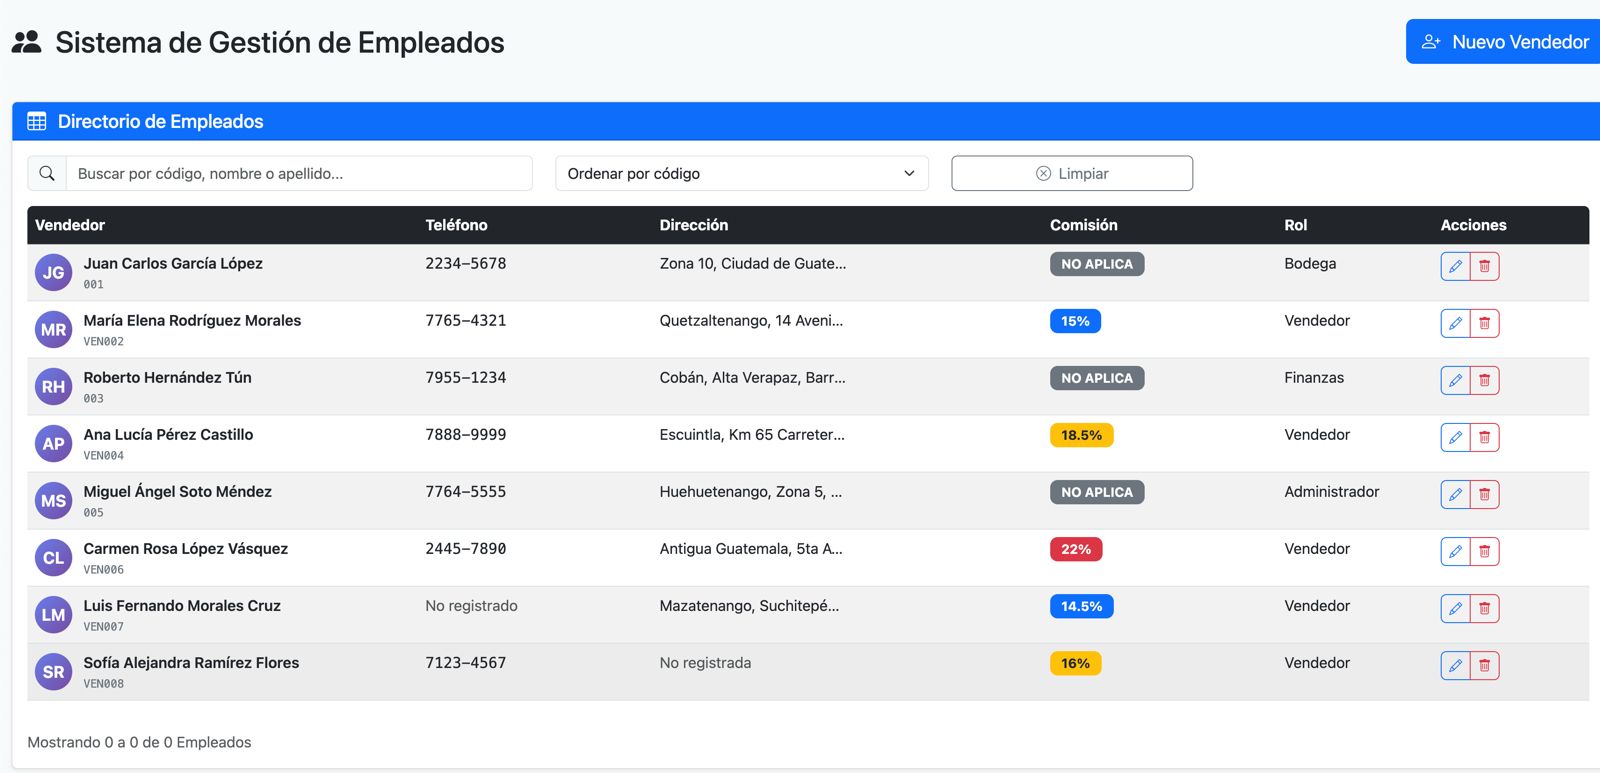 Sistema de Gestión de Empleados
Nuevo Vendedor
Directorio de Empleados
Buscar por código, nombre o apellido...
Ordenar por código
Limpiar
Vendedor Teléfono Dirección Comisión Rol Acciones
JG Juan Carlos García López 2234-5678 Zona 10, Ciudad de Guate... NO APLICA Bodega
001
MR María Elena Rodríguez Morales 7765-4321 Quetzaltenango, 14 Aveni... 15% Vendedor
VEN002
RH Roberto Hernández Tún 7955-1234 Cobán, Alta Verapaz, Barr... NO APLICA Finanzas
003
AP Ana Lucía Pérez Castillo 7888-9999 Escuintla, Km 65 Carreter... 18.5% Vendedor
VEN004
MS Miguel Ángel Soto Méndez 7764-5555 Huehuetenango, Zona 5, ... NO APLICA Administrador
005
CL Carmen Rosa López Vásquez 2445-7890 Antigua Guatemala, 5ta A... 22% Vendedor
VEN006
LM Luis Fernando Morales Cruz No registrado Mazatenango, Suchitepé... 14.5% Vendedor
VEN007
SR Sofía Alejandra Ramírez Flores 7123-4567 No registrada 16% Vendedor
VEN008
Mostrando 0 a 0 de 0 Empleados